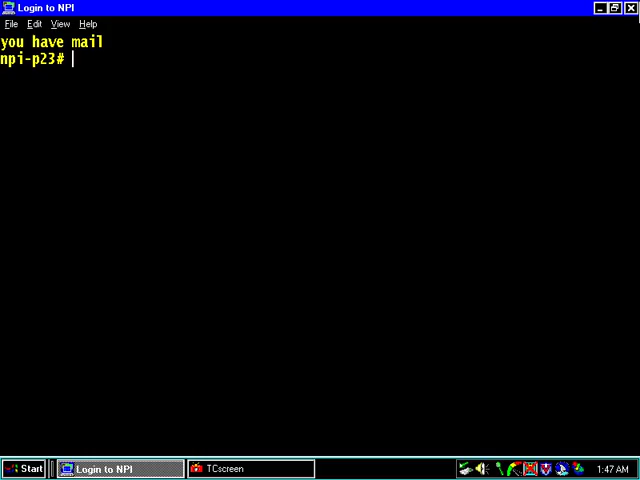 Login to NPI
File Edit View Help
you have mail
npi-p23#
Start Login to NPI TCscreen 1:47 AM